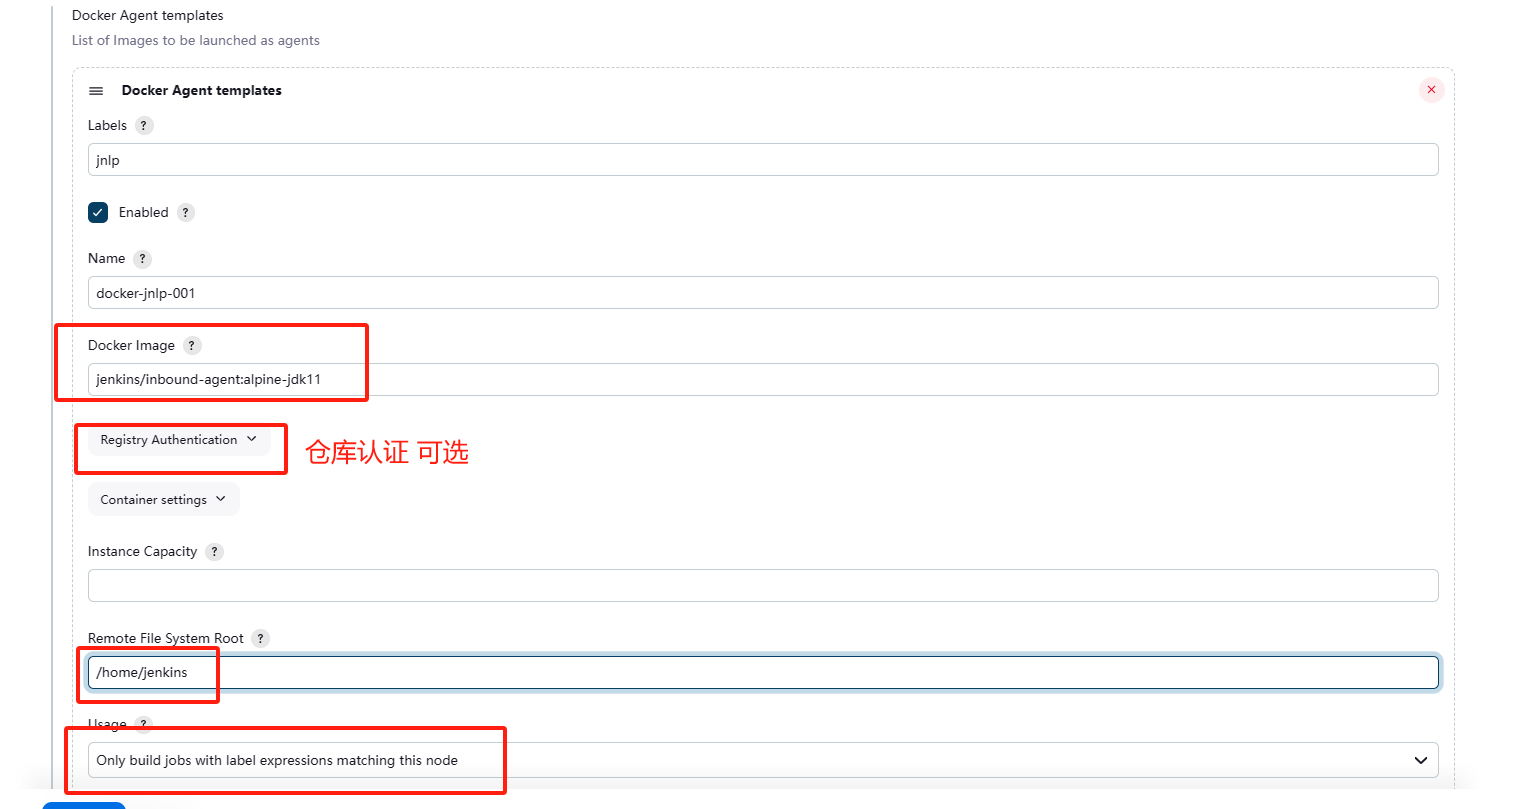 Docker Agent templates
List of Images to be launched as agents
Docker Agent templates
Labels ?
jnlp
Enabled ?
Name ?
docker-jnlp-001
Docker Image ?
jenkins/inbound-agent:alpine-jdk11
Registry Authentication
仓库认证 可选
Container settings
Instance Capacity ?
Remote File System Root ?
/home/jenkins
Usage ?
Only build jobs with label expressions matching this node